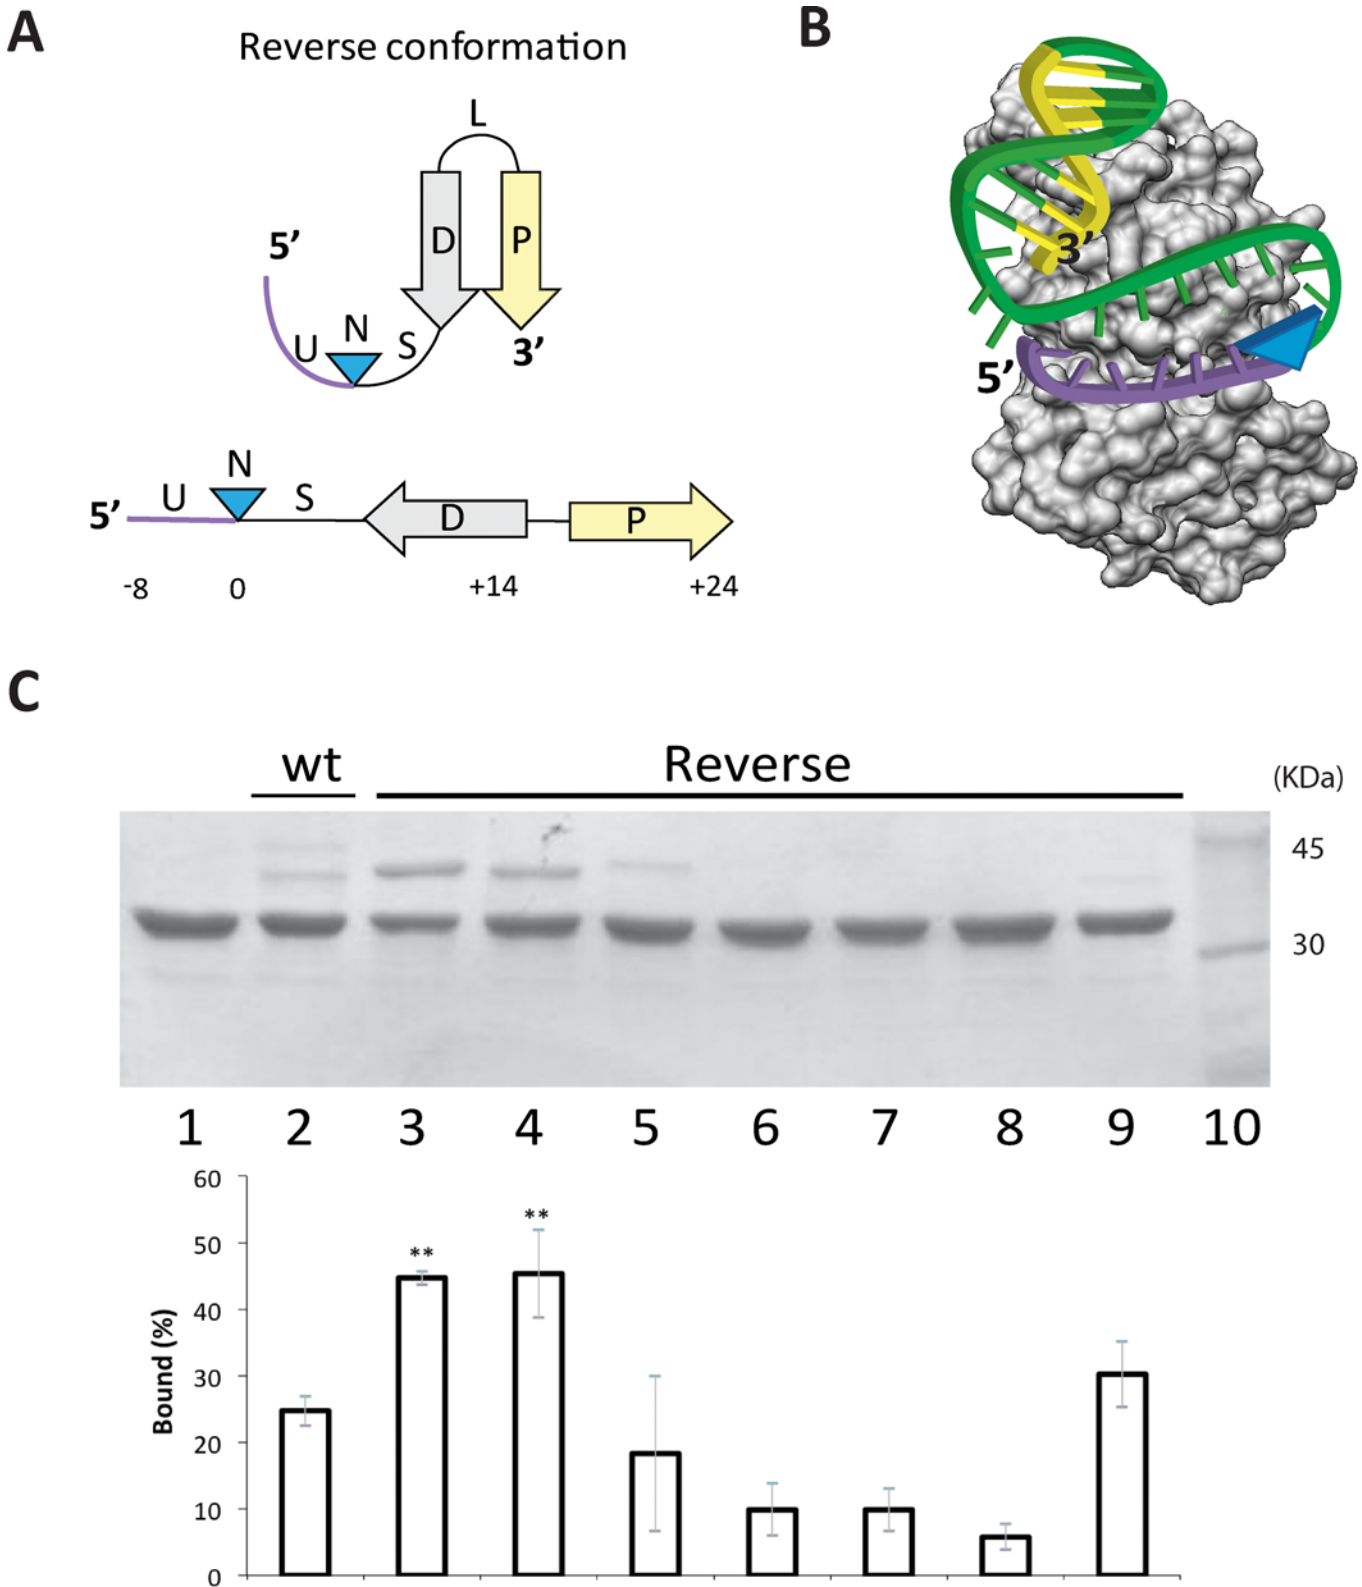 A
Reverse conformation
L
D P
5’
U N S
3’
N
5’ U S D P
-8 0 +14 +24
B
3’
5’
C
wt Reverse (KDa)
45
30
1 2 3 4 5 6 7 8 9 10
Bound (%)
60
50
40
30
20
10
0
**
**